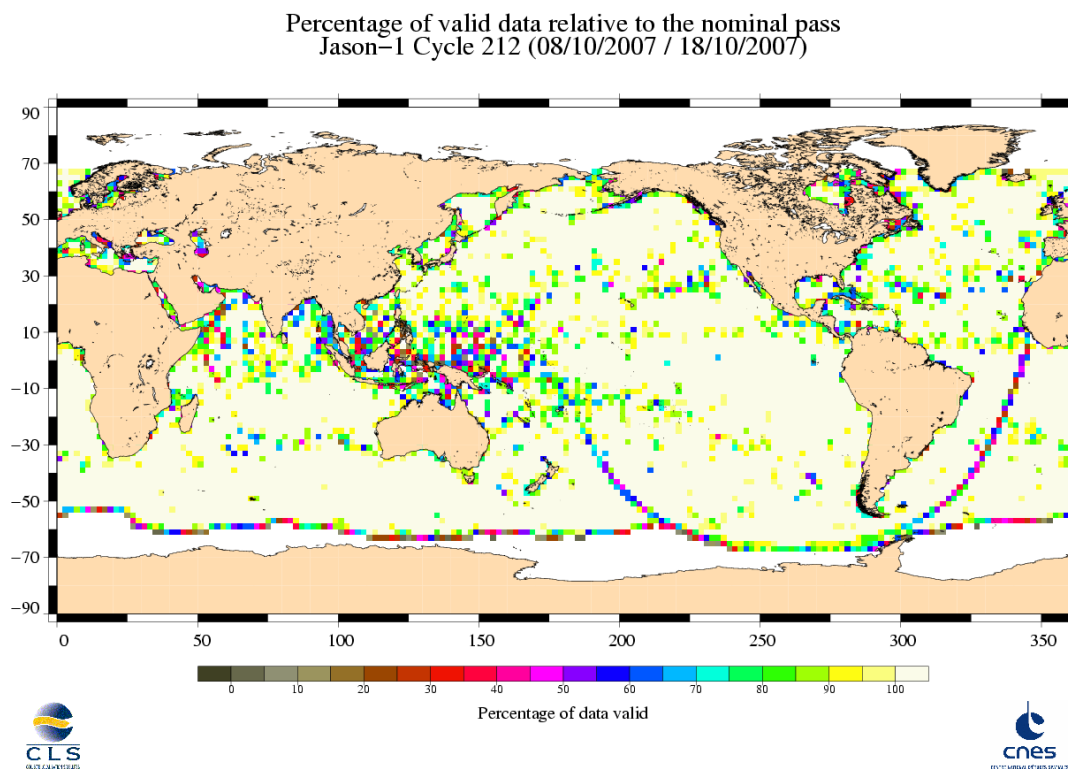 Percentage of valid data relative to the nominal pass
Jason−1 Cycle 212 (08/10/2007 / 18/10/2007)
90
70
50
30
10
−10
−30
−50
−70
−90
0 50 100 150 200 250 300 350
0 10 20 30 40 50 60 70 80 90 100
Percentage of data valid
CLS
cnes